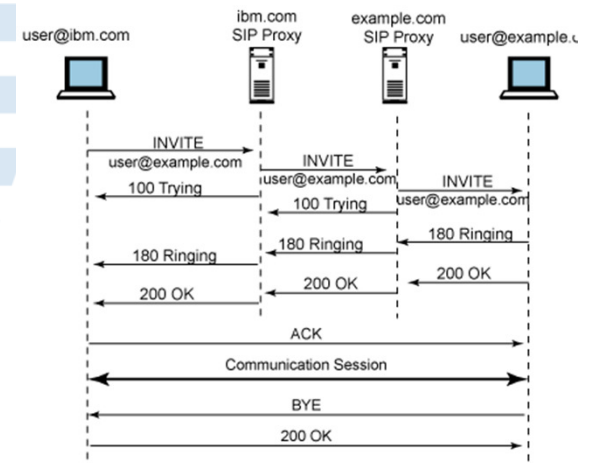 ibm.com
SIP Proxy
example.com
SIP Proxy
user@ibm.com
user@example.c
INVITE
user@example.com
INVITE
user@example.com
INVITE
user@example.com
100 Trying
100 Trying
180 Ringing
180 Ringing
180 Ringing
200 OK
200 OK
200 OK
ACK
Communication Session
BYE
200 OK